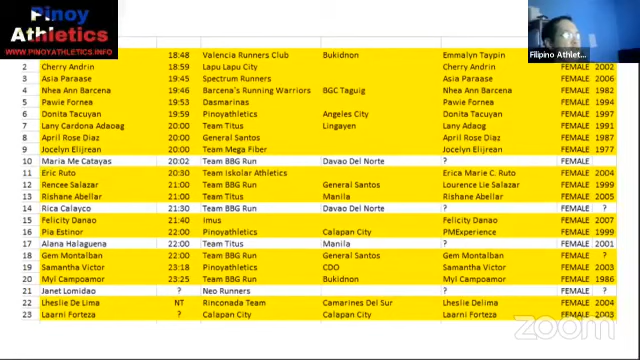 Pinoy
Athletics
WWW.PINOYATHLETICS.INFO
Filipino Athlet...
18:48 Valencia Runners Club Bukidnon Emmalyn Taypin FEMALE
2 Cherry Andrin 18:59 Lapu Lapu City Cherry Andrin FEMALE 2002
3 Asia Paraase 19:45 Spectrum Runners Asia Paraase FEMALE 2006
4 Nhea Ann Barcena 19:46 Barcena's Running Warriors BGC Taguig Nhea Ann Barcena FEMALE 1982
5 Pawie Fornea 19:53 Dasmarinas Pawie Fornea FEMALE 1994
6 Donita Tacuyan 19:59 Pinoyathletics Angeles City Donita Tacuyan FEMALE 1997
7 Lany Cardona Adaoag 20:00 Team Titus Lingayen Lany Adaog FEMALE 1991
8 April Rose Diaz 20:00 General Santos April Rose Diaz FEMALE 1987
9 Jocelyn Elijrean 20:00 Team Mega Fiber Jocelyn Elijrean FEMALE 1977
10 Maria Me Catayas 20:02 Team BBG Run Davao Del Norte ? FEMALE
11 Eric Ruto 20:30 Team Iskolar Athletics Erica Marie C. Ruto FEMALE 2004
12 Rencee Salazar 21:00 Team BBG Run General Santos Lourence Lie Salazar FEMALE 1999
13 Rishane Abellar 21:00 Team Titus Manila Rishane Abellar FEMALE 2005
14 Rica Calayco 21:30 Team BBG Run Davao Del Norte ? FEMALE ?
15 Felicity Danao 21:40 Imus Felicity Danao FEMALE 2007
16 Pia Estinor 22:00 Pinoyathletics Calapan City PMExperience FEMALE 1999
17 Alana Halaguena 22:00 Team Titus Manila ? FEMALE 2001
18 Gem Montalban 22:00 Team BBG Run General Santos Gem Montalban FEMALE ?
19 Samantha Victor 23:18 Pinoyathletics CDO Samantha Victor FEMALE 2003
20 Myl Campoamor 23:25 Team BBG Run Bukidnon Myl Campoamor FEMALE 1986
21 Janet Lomidao ? Neo Runners ? FEMALE ?
22 Lheslie De Lima NT Rinconada Team Camarines Del Sur Lheslie Delima FEMALE 2004
23 Laarni Forteza ? Calapan City Calapan City Laarni Forteza FEMALE 2003
zoom